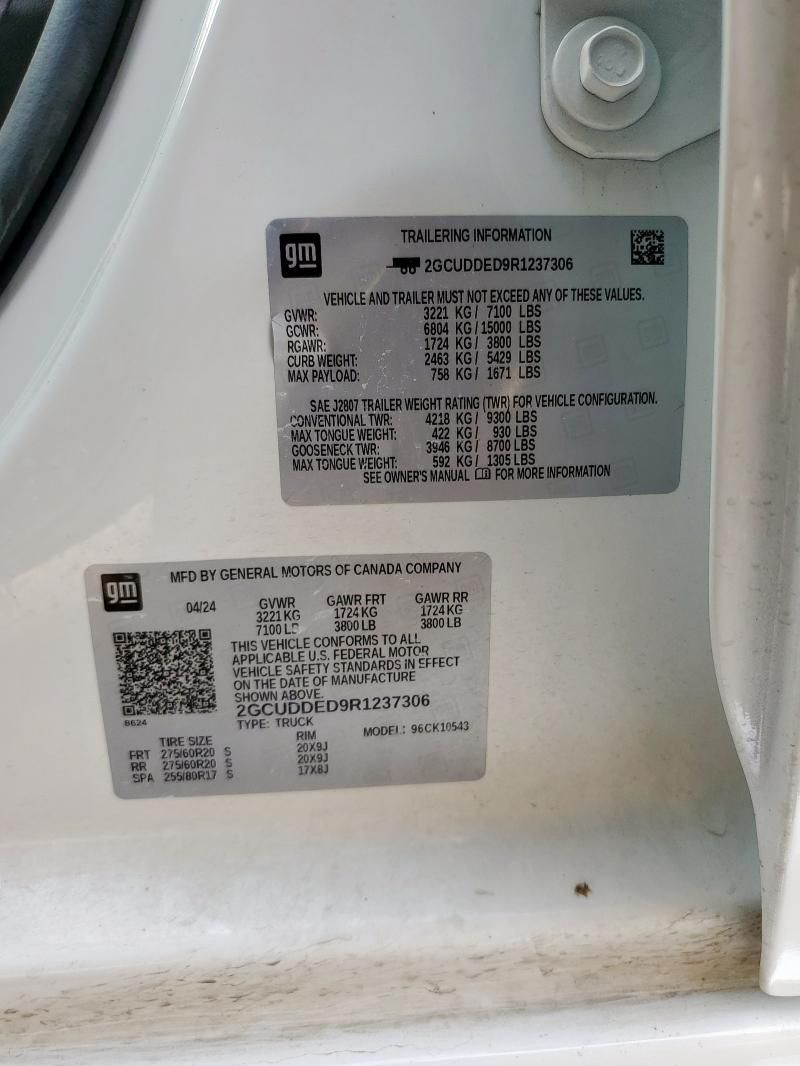 gm
TRAILERING INFORMATION
2GCUDDED9R1237306
VEHICLE AND TRAILER MUST NOT EXCEED ANY OF THESE VALUES.
GVWR: 3221 KG / 7100 LBS
GCWR: 6804 KG / 15000 LBS
RGAWR: 1724 KG / 3800 LBS
CURB WEIGHT: 2463 KG / 5429 LBS
MAX PAYLOAD: 758 KG / 1671 LBS
SAE J2807 TRAILER WEIGHT RATING (TWR) FOR VEHICLE CONFIGURATION.
CONVENTIONAL TWR: 4218 KG / 9300 LBS
MAX TONGUE WEIGHT: 422 KG / 930 LBS
GOOSENECK TWR: 3946 KG / 8700 LBS
MAX TONGUE WEIGHT: 592 KG / 1305 LBS
SEE OWNER'S MANUAL FOR MORE INFORMATION
gm
MFD BY GENERAL MOTORS OF CANADA COMPANY
04/24 GVWR GAWR FRT GAWR RR
3221 KG 1724 KG 1724 KG
7100 LB 3800 LB 3800 LB
THIS VEHICLE CONFORMS TO ALL
APPLICABLE U.S. FEDERAL MOTOR
VEHICLE SAFETY STANDARDS IN EFFECT
ON THE DATE OF MANUFACTURE
SHOWN ABOVE.
2GCUDDED9R1237306
8624
TYPE: TRUCK MODEL: 96CK10543
TIRE SIZE RIM
FRT 275/60R20 S 20X9J
RR 275/60R20 S 20X9J
SPA 255/80R17 S 17X8J